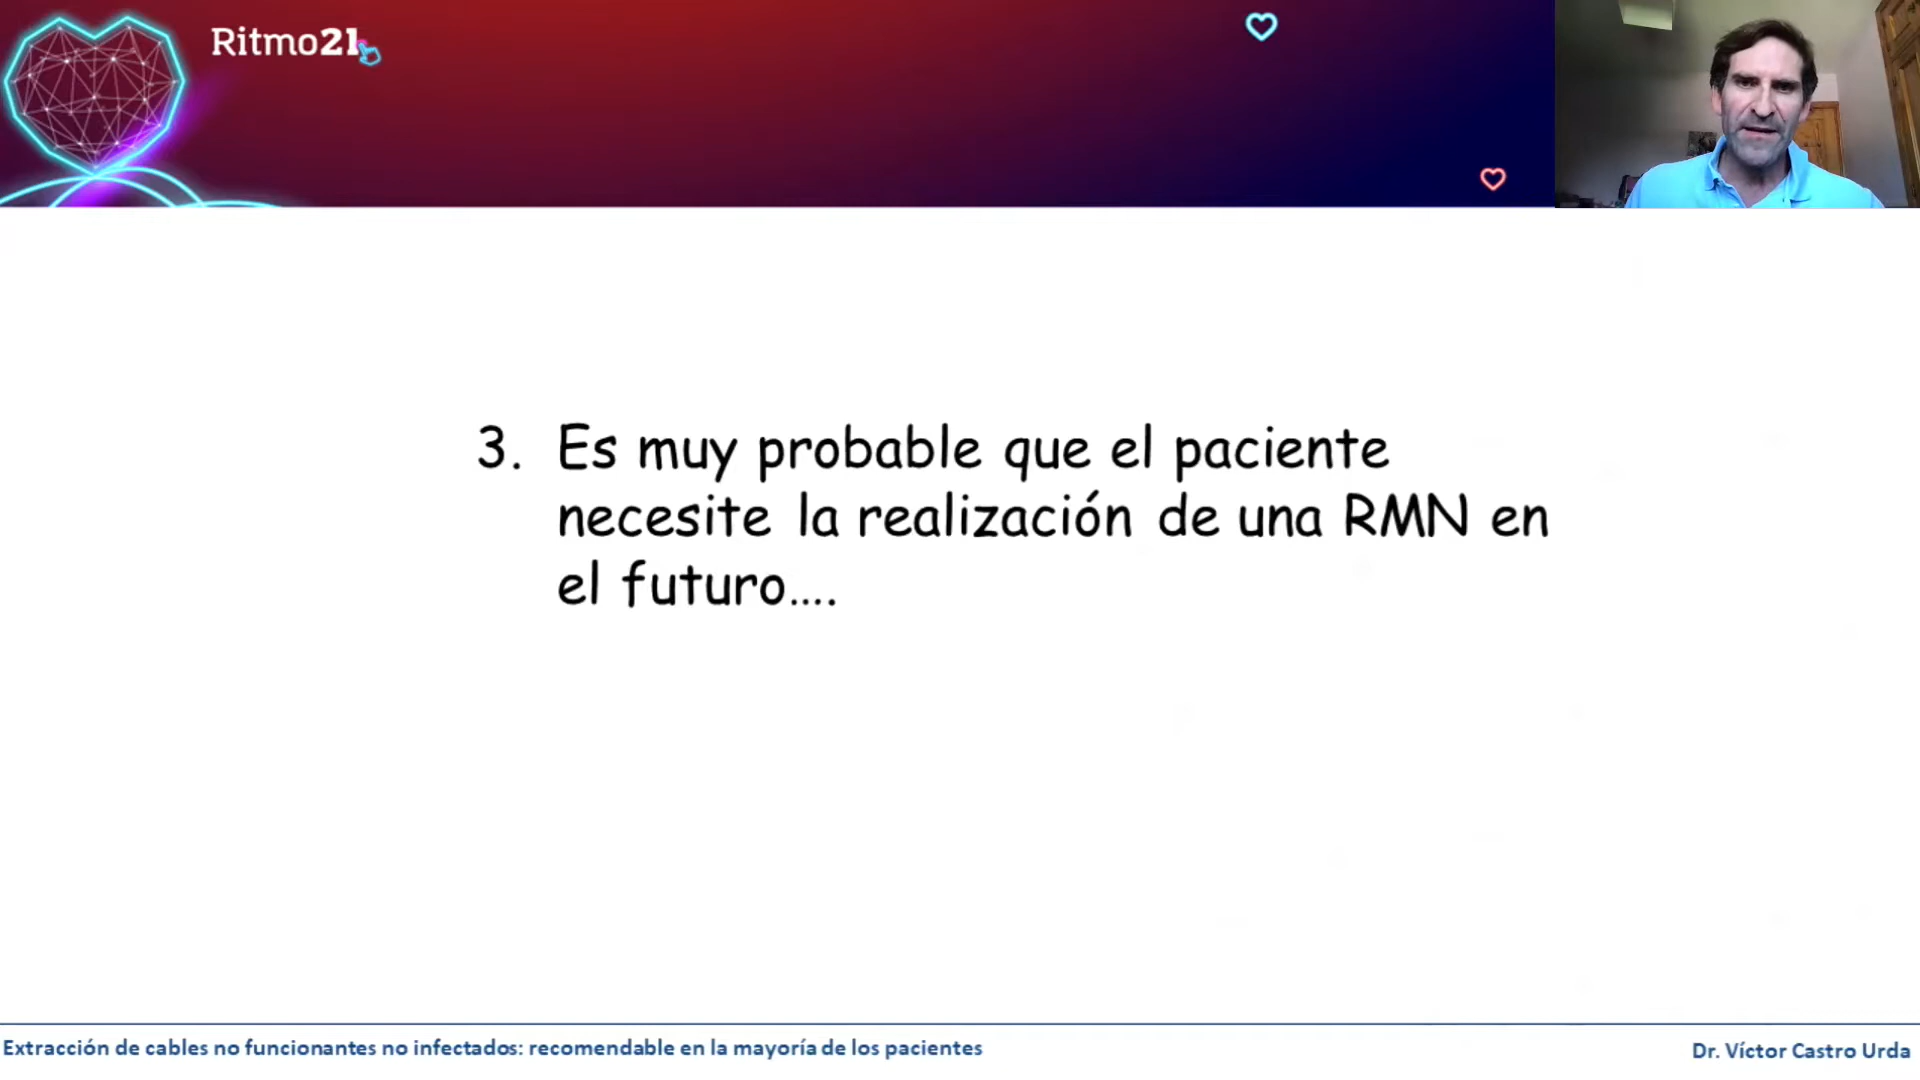 Ritmo21
3. Es muy probable que el paciente
necesite la realización de una RMN en
el futuro....
Extracción de cables no funcionantes no infectados: recomendable en la mayoría de los pacientes
Dr. Víctor Castro Urda